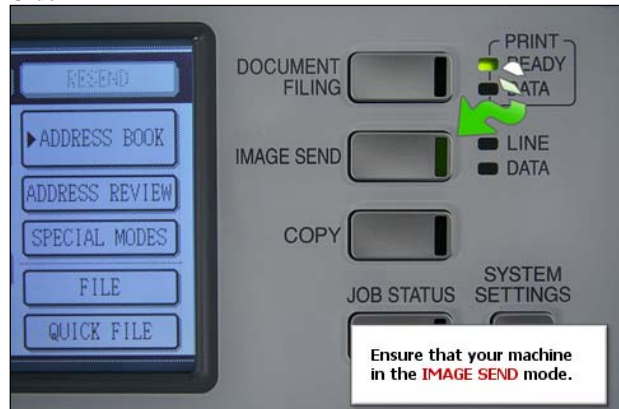 RESEND
ADDRESS BOOK
ADDRESS REVIEW
SPECIAL MODES
FILE
QUICK FILE
DOCUMENT
FILING
IMAGE SEND
COPY
JOB STATUS
SYSTEM
SETTINGS
PRINT
READY
DATA
LINE
DATA
Ensure that your machine
in the IMAGE SEND mode.